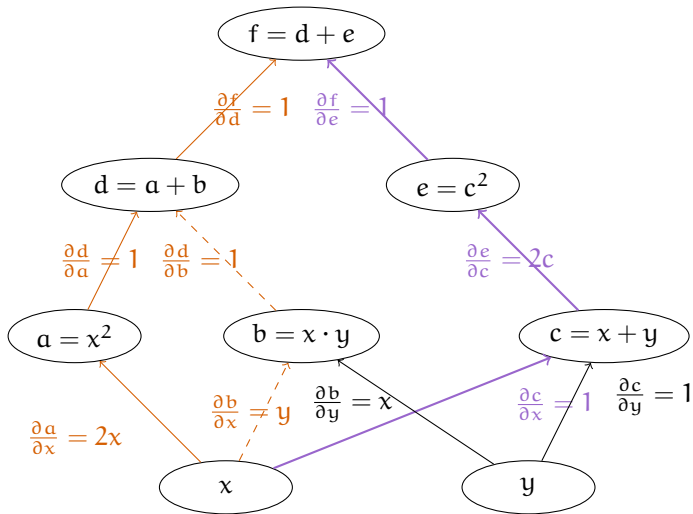 f = d + e
∂f/∂d = 1 ∂f/∂e = 1
d = a + b e = c²
∂d/∂a = 1 ∂d/∂b = 1 ∂e/∂c = 2c
a = x² b = x · y c = x + y
∂a/∂x = 2x ∂b/∂x = y ∂b/∂y = x ∂c/∂x = 1 ∂c/∂y = 1
x y